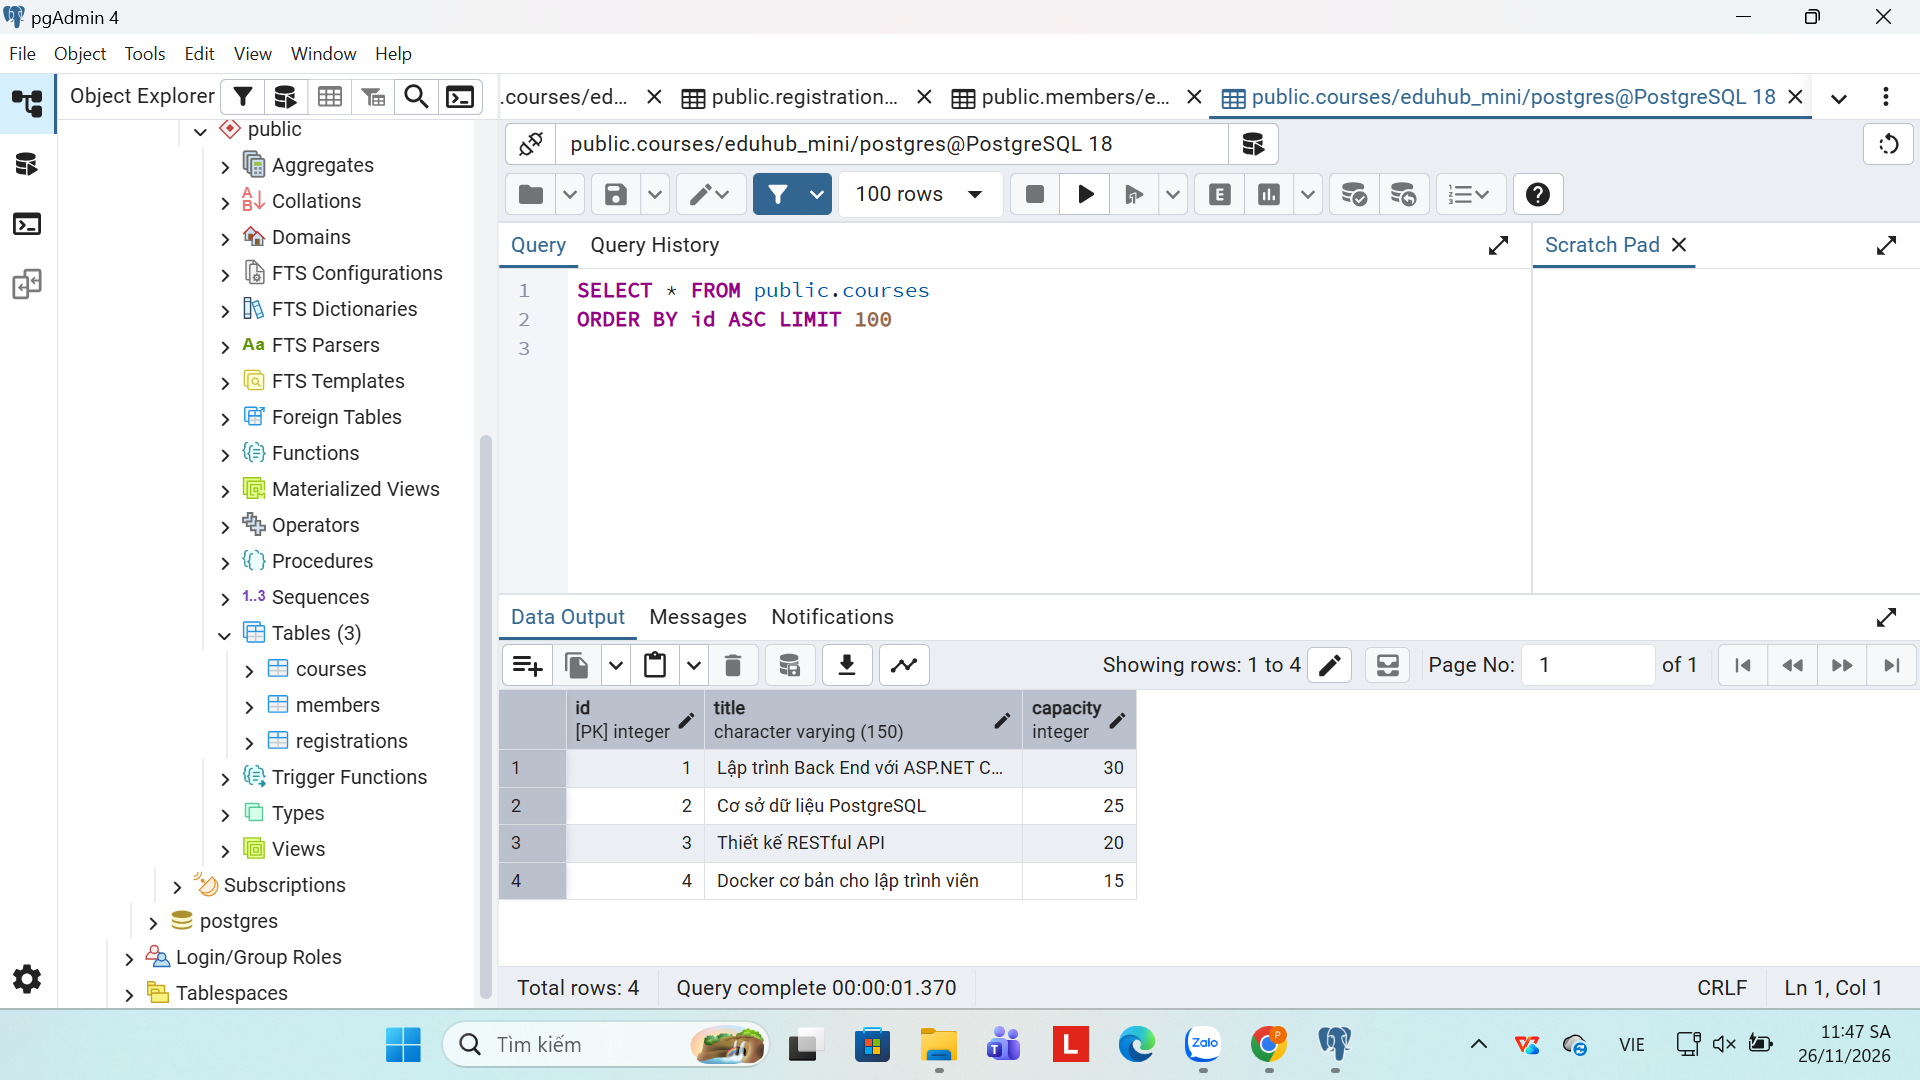 pgAdmin 4
File Object Tools Edit View Window Help
Object Explorer
.courses/ed...
public.registration...
public.members/e...
public.courses/eduhub_mini/postgres@PostgreSQL 18
public
Aggregates
Collations
Domains
FTS Configurations
FTS Dictionaries
Aa FTS Parsers
FTS Templates
Foreign Tables
Functions
Materialized Views
Operators
Procedures
1..3 Sequences
Tables (3)
courses
members
registrations
Trigger Functions
Types
Views
Subscriptions
postgres
Login/Group Roles
Tablespaces
public.courses/eduhub_mini/postgres@PostgreSQL 18
100 rows
E
Query Query History
Scratch Pad
1 SELECT * FROM public.courses
2 ORDER BY id ASC LIMIT 100
3
Data Output Messages Notifications
Showing rows: 1 to 4
Page No: 1 of 1
id [PK] integer
title character varying (150)
capacity integer
1 1 Lập trình Back End với ASP.NET C... 30
2 2 Cơ sở dữ liệu PostgreSQL 25
3 3 Thiết kế RESTful API 20
4 4 Docker cơ bản cho lập trình viên 15
Total rows: 4 Query complete 00:00:01.370 CRLF Ln 1, Col 1
Tìm kiếm
L
Zalo
P
VIE
11:47 SA
26/11/2026